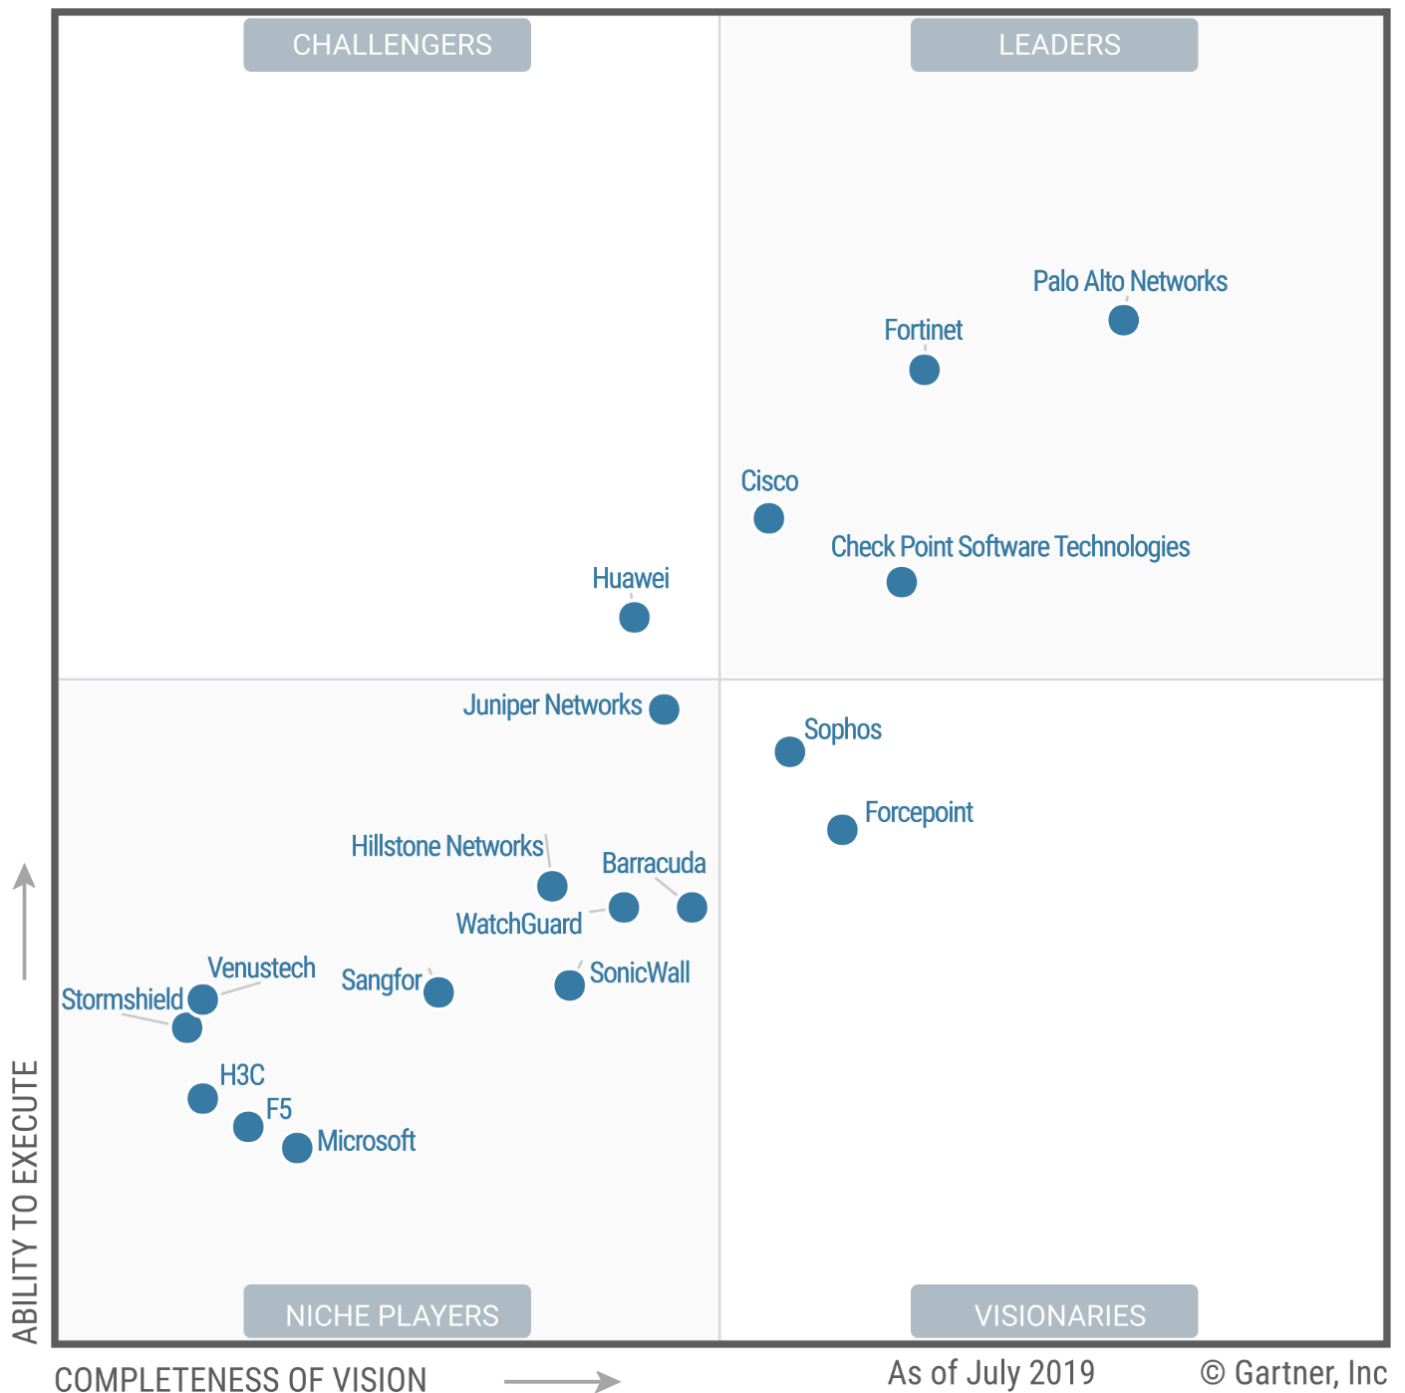 CHALLENGERS
LEADERS
Palo Alto Networks
Fortinet
Cisco
Check Point Software Technologies
Huawei
Juniper Networks
Sophos
Forcepoint
Hillstone Networks
Barracuda
WatchGuard
Venustech
Sangfor
SonicWall
Stormshield
H3C
F5
Microsoft
ABILITY TO EXECUTE
NICHE PLAYERS
VISIONARIES
COMPLETENESS OF VISION
As of July 2019
© Gartner, Inc